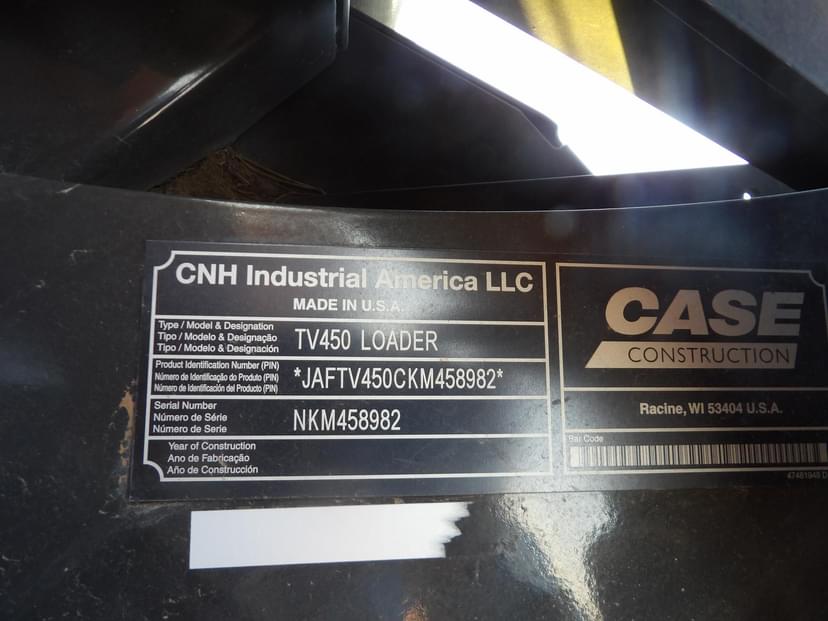 CNH Industrial America LLC
MADE IN U.S.A.
Type / Model & Designation
Tipo / Modelo & Designação
Tipo / Modelo & Designación
TV450 LOADER
Product Identification Number (PIN)
Número de Identificação do Produto (PIN)
Número de Identificación del Producto (PIN)
*JAFTV450CKM458982*
Serial Number
Número de Série
Número de Serie
NKM458982
Year of Construction
Ano de Fabricação
Año de Construcción
CASE
CONSTRUCTION
Racine, WI 53404 U.S.A.
Bar Code
47481948 D